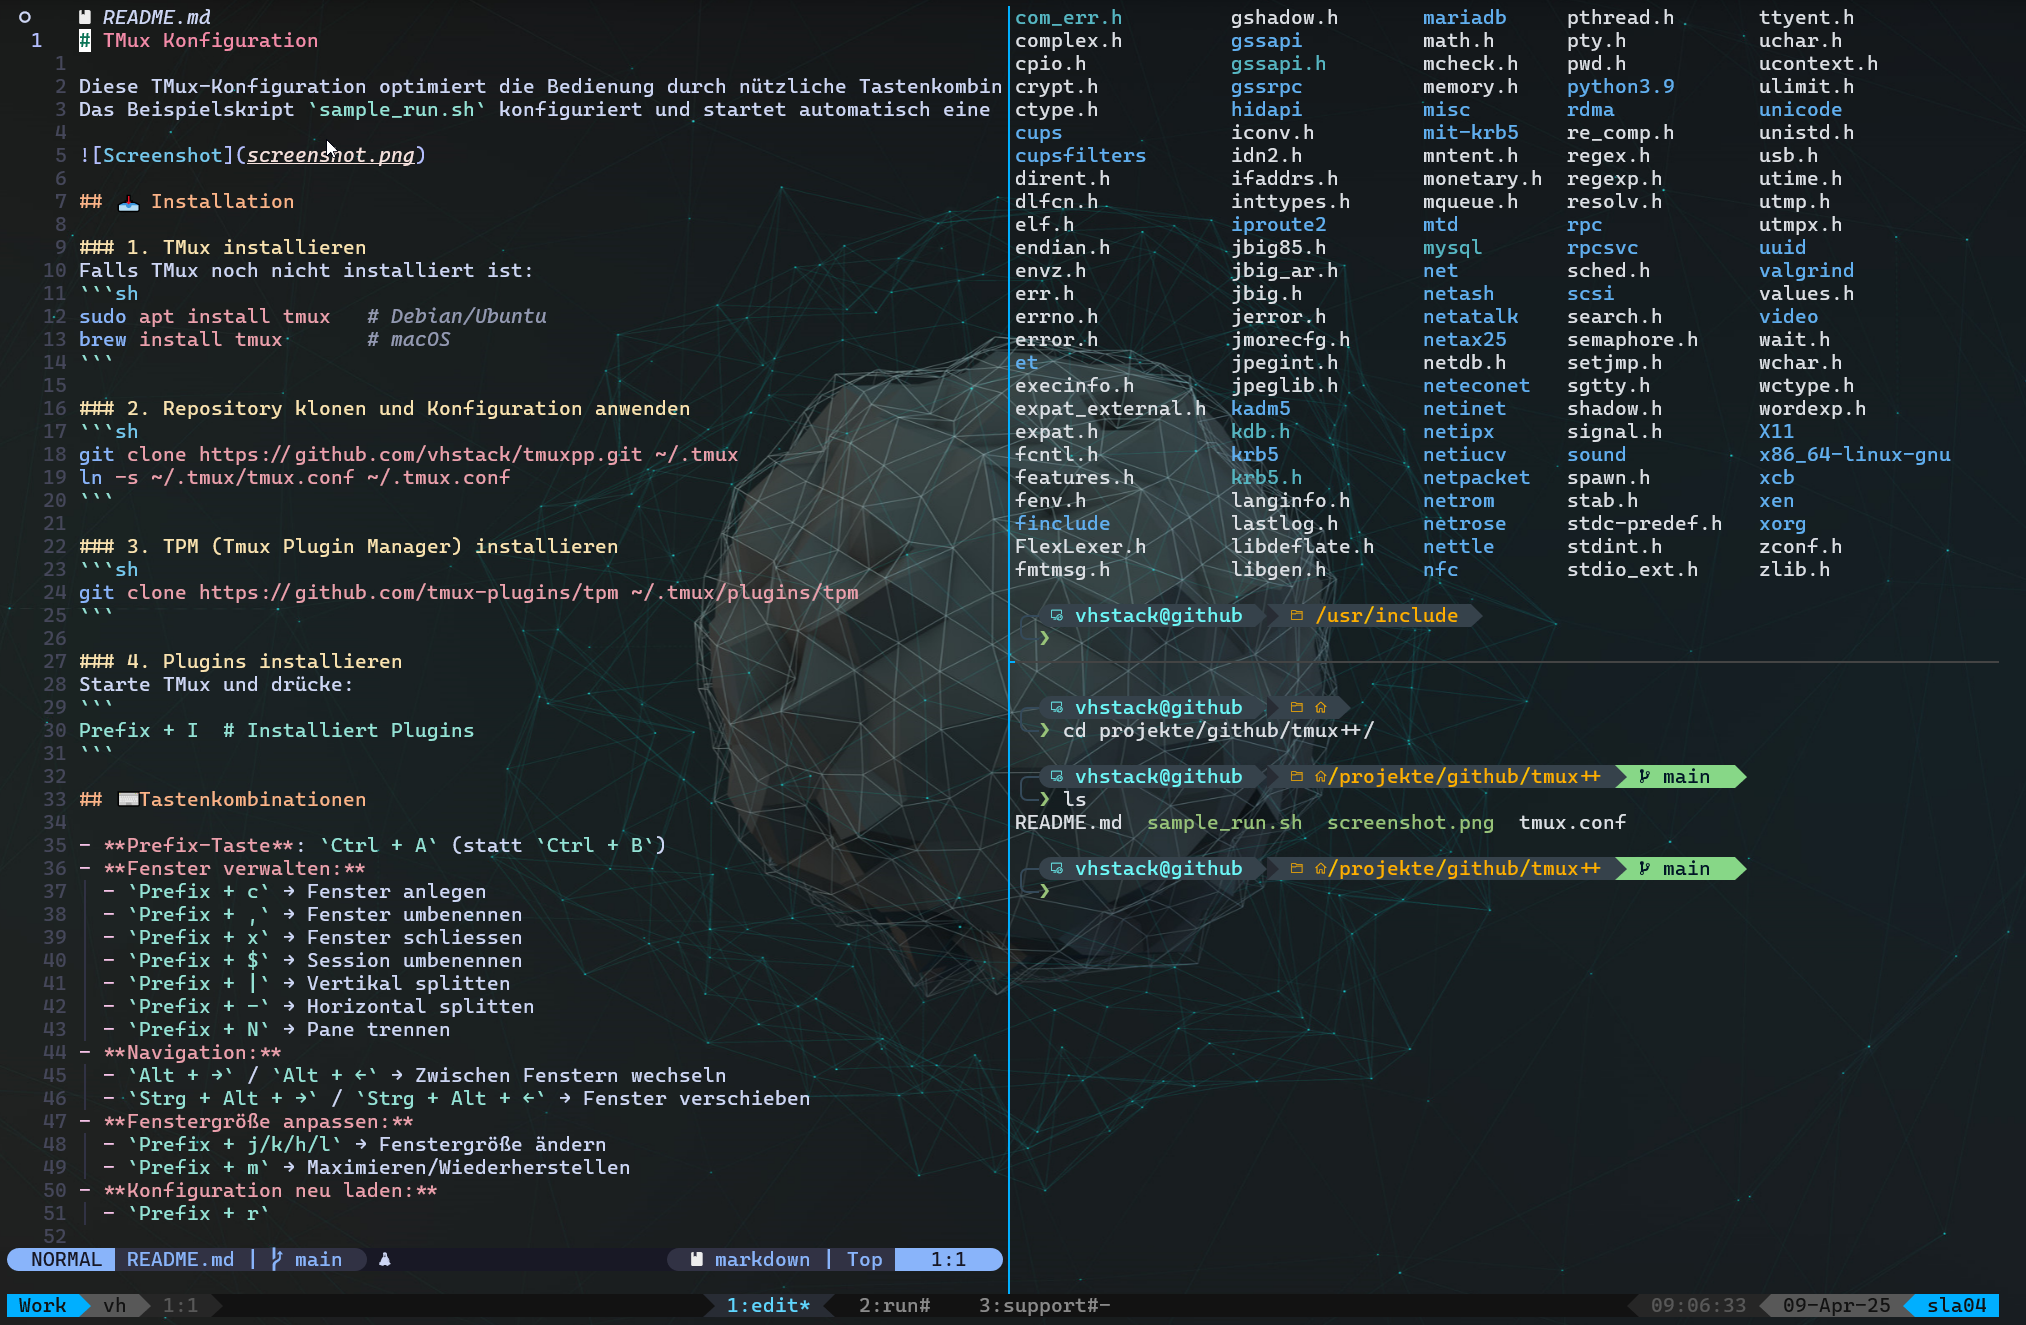 README.md
1 # TMux Konfiguration
1
2 Diese TMux-Konfiguration optimiert die Bedienung durch nützliche Tastenkombin
3 Das Beispielskript `sample_run.sh` konfiguriert und startet automatisch eine
4
5 ![Screenshot](screenshot.png)
6
7 ## 📥 Installation
8
9 ### 1. TMux installieren
10 Falls TMux noch nicht installiert ist:
11 ```sh
12 sudo apt install tmux   # Debian/Ubuntu
13 brew install tmux       # macOS
14 ```
15
16 ### 2. Repository klonen und Konfiguration anwenden
17 ```sh
18 git clone https://github.com/vhstack/tmuxpp.git ~/.tmux
19 ln -s ~/.tmux/tmux.conf ~/.tmux.conf
20 ```
21
22 ### 3. TPM (Tmux Plugin Manager) installieren
23 ```sh
24 git clone https://github.com/tmux-plugins/tpm ~/.tmux/plugins/tpm
25 ```
26
27 ### 4. Plugins installieren
28 Starte TMux und drücke:
29 ```
30 Prefix + I  # Installiert Plugins
31 ```
32
33 ## ⌨️Tastenkombinationen
34
35 - **Prefix-Taste**: `Ctrl + A` (statt `Ctrl + B`)
36 - **Fenster verwalten:**
37   - `Prefix + c` → Fenster anlegen
38   - `Prefix + ,` → Fenster umbenennen
39   - `Prefix + x` → Fenster schliessen
40   - `Prefix + $` → Session umbenennen
41   - `Prefix + |` → Vertikal splitten
42   - `Prefix + -` → Horizontal splitten
43   - `Prefix + N` → Pane trennen
44 - **Navigation:**
45   - `Alt + →` / `Alt + ←` → Zwischen Fenstern wechseln
46   - `Strg + Alt + →` / `Strg + Alt + ←` → Fenster verschieben
47 - **Fenstergröße anpassen:**
48   - `Prefix + j/k/h/l` → Fenstergröße ändern
49   - `Prefix + m` → Maximieren/Wiederherstellen
50 - **Konfiguration neu laden:**
51   - `Prefix + r`
52
NORMAL README.md | main markdown | Top 1:1
com_err.h gshadow.h mariadb pthread.h ttyent.h
complex.h gssapi math.h pty.h uchar.h
cpio.h gssapi.h mcheck.h pwd.h ucontext.h
crypt.h gssrpc memory.h python3.9 ulimit.h
ctype.h hidapi misc rdma unicode
cups iconv.h mit-krb5 re_comp.h unistd.h
cupsfilters idn2.h mntent.h regex.h usb.h
dirent.h ifaddrs.h monetary.h regexp.h utime.h
dlfcn.h inttypes.h mqueue.h resolv.h utmp.h
elf.h iproute2 mtd rpc utmpx.h
endian.h jbig85.h mysql rpcsvc uuid
envz.h jbig_ar.h net sched.h valgrind
err.h jbig.h netash scsi values.h
errno.h jerror.h netatalk search.h video
error.h jmorecfg.h netax25 semaphore.h wait.h
et jpegint.h netdb.h setjmp.h wchar.h
execinfo.h jpeglib.h neteconet sgtty.h wctype.h
expat_external.h kadm5 netinet shadow.h wordexp.h
expat.h kdb.h netipx signal.h X11
fcntl.h krb5 netiucv sound x86_64-linux-gnu
features.h krb5.h netpacket spawn.h xcb
fenv.h langinfo.h netrom stab.h xen
finclude lastlog.h netrose stdc-predef.h xorg
FlexLexer.h libdeflate.h nettle stdint.h zconf.h
fmtmsg.h libgen.h nfc stdio_ext.h zlib.h
vhstack@github /usr/include
❯
vhstack@github
❯ cd projekte/github/tmux++/
vhstack@github /projekte/github/tmux++ main
❯ ls
README.md sample_run.sh screenshot.png tmux.conf
vhstack@github /projekte/github/tmux++ main
❯
Work vh 1:1 1:edit* 2:run# 3:support#- 09:06:33 09-Apr-25 sla04